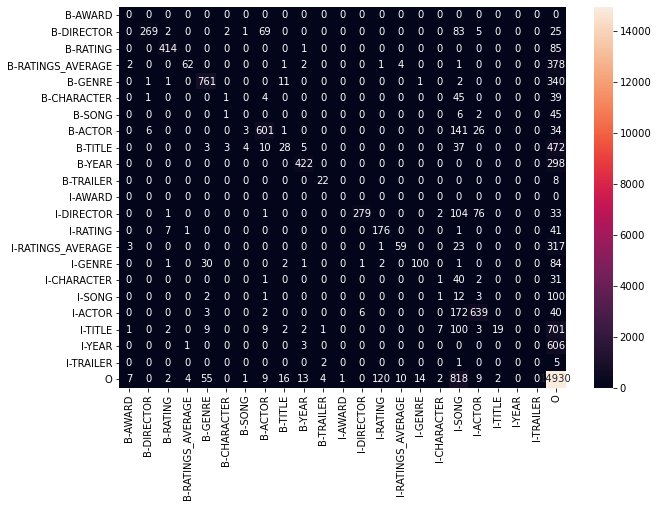 B-AWARD 0 0 0 0 0 0 0 0 0 0 0 0 0 0 0 0 0 0 0 0 0 0 0
B-DIRECTOR 0 269 2 0 0 2 1 69 0 0 0 0 0 0 0 0 0 83 5 0 0 0 25
B-RATING 0 0 414 0 0 0 0 0 0 1 0 0 0 0 0 0 0 0 0 0 0 0 85
B-RATINGS_AVERAGE 2 0 0 62 0 0 0 0 1 2 0 0 0 1 4 0 0 1 0 0 0 0 378
B-GENRE 0 1 1 0 761 0 0 0 11 0 0 0 0 0 0 1 0 2 0 0 0 0 340
B-CHARACTER 0 1 0 0 0 1 0 4 0 0 0 0 0 0 0 0 0 45 0 0 0 0 39
B-SONG 0 0 0 0 0 1 0 0 0 0 0 0 0 0 0 0 0 6 2 0 0 0 45
B-ACTOR 0 6 0 0 0 0 3 601 1 0 0 0 0 0 0 0 0 141 26 0 0 0 34
B-TITLE 0 0 0 0 3 3 4 10 28 5 0 0 0 0 0 0 0 37 0 0 0 0 472
B-YEAR 0 0 0 0 0 0 0 0 0 422 0 0 0 0 0 0 0 0 0 0 0 0 298
B-TRAILER 0 0 0 0 0 0 0 0 0 0 22 0 0 0 0 0 0 0 0 0 0 0 8
I-AWARD 0 0 0 0 0 0 0 0 0 0 0 0 0 0 0 0 0 0 0 0 0 0 0
I-DIRECTOR 0 0 1 0 0 0 0 1 0 0 0 0 279 0 0 0 2 104 76 0 0 0 33
I-RATING 0 0 7 1 0 0 0 0 0 0 0 0 0 176 0 0 0 1 0 0 0 0 41
I-RATINGS_AVERAGE 3 0 0 0 0 0 0 0 0 0 0 0 0 1 59 0 0 23 0 0 0 0 317
I-GENRE 0 0 1 0 30 0 0 0 2 1 0 0 1 2 0 100 0 1 0 0 0 0 84
I-CHARACTER 0 0 0 0 0 0 0 1 0 0 0 0 0 0 0 0 1 40 2 0 0 0 31
I-SONG 0 0 0 0 2 0 0 1 0 0 0 0 0 0 0 0 1 12 3 0 0 0 100
I-ACTOR 0 0 0 0 3 0 0 2 0 0 0 0 6 0 0 0 0 172 639 0 0 0 40
I-TITLE 1 0 2 0 9 0 0 9 2 2 1 0 0 0 0 0 7 100 3 19 0 0 701
I-YEAR 0 0 0 1 0 0 0 0 0 3 0 0 0 0 0 0 0 0 0 0 0 0 606
I-TRAILER 0 0 0 0 0 0 0 0 0 0 2 0 0 0 0 0 0 1 0 0 0 0 5
O 7 0 2 4 55 0 1 9 16 13 4 1 0 120 10 14 2 818 9 2 0 0 14930
B-AWARD
B-DIRECTOR
B-RATING
B-RATINGS_AVERAGE
B-GENRE
B-CHARACTER
B-SONG
B-ACTOR
B-TITLE
B-YEAR
B-TRAILER
I-AWARD
I-DIRECTOR
I-RATING
I-RATINGS_AVERAGE
I-GENRE
I-CHARACTER
I-SONG
I-ACTOR
I-TITLE
I-YEAR
I-TRAILER
O
14000
12000
10000
8000
6000
4000
2000
0